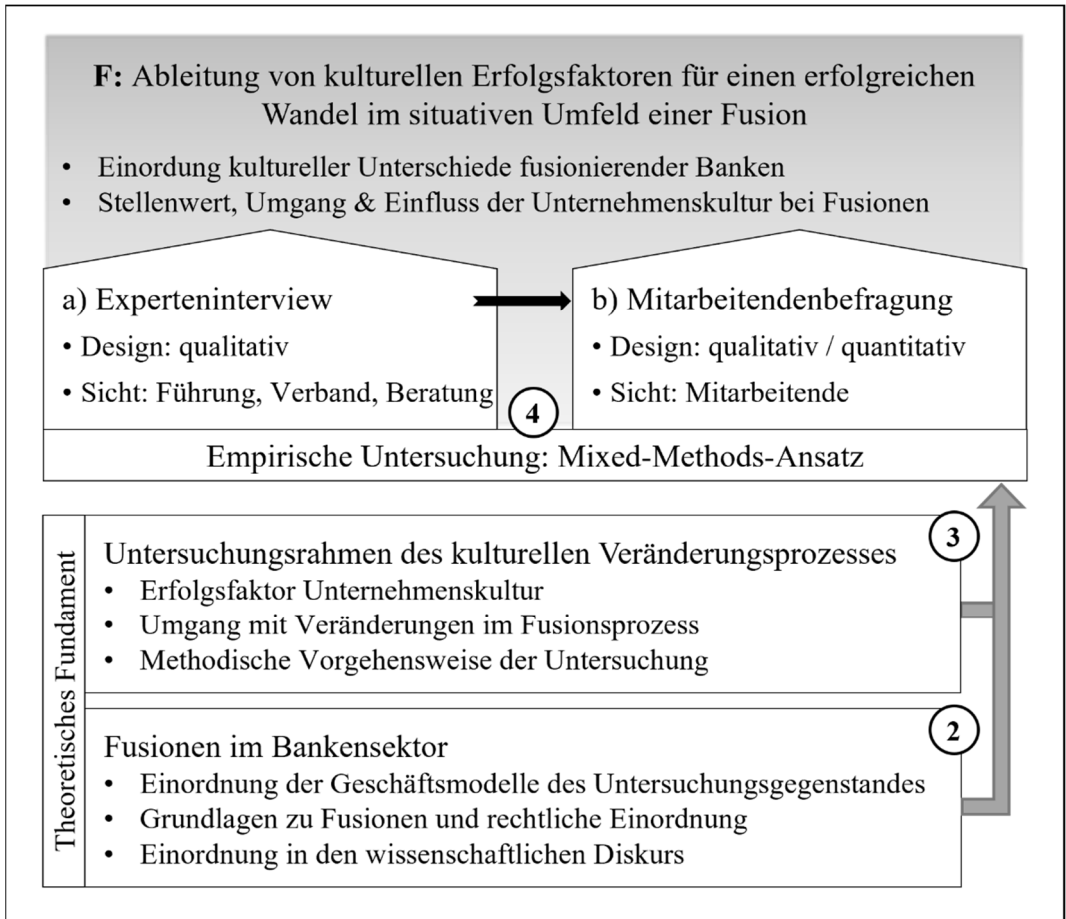 F: Ableitung von kulturellen Erfolgsfaktoren für einen erfolgreichen
Wandel im situativen Umfeld einer Fusion
• Einordung kultureller Unterschiede fusionierender Banken
• Stellenwert, Umgang & Einfluss der Unternehmenskultur bei Fusionen
a) Experteninterview
• Design: qualitativ
• Sicht: Führung, Verband, Beratung
b) Mitarbeitendenbefragung
• Design: qualitativ / quantitativ
• Sicht: Mitarbeitende
4
Empirische Untersuchung: Mixed-Methods-Ansatz
Theoretisches Fundament
3
Untersuchungsrahmen des kulturellen Veränderungsprozesses
• Erfolgsfaktor Unternehmenskultur
• Umgang mit Veränderungen im Fusionsprozess
• Methodische Vorgehensweise der Untersuchung
2
Fusionen im Bankensektor
• Einordnung der Geschäftsmodelle des Untersuchungsgegenstandes
• Grundlagen zu Fusionen und rechtliche Einordnung
• Einordnung in den wissenschaftlichen Diskurs